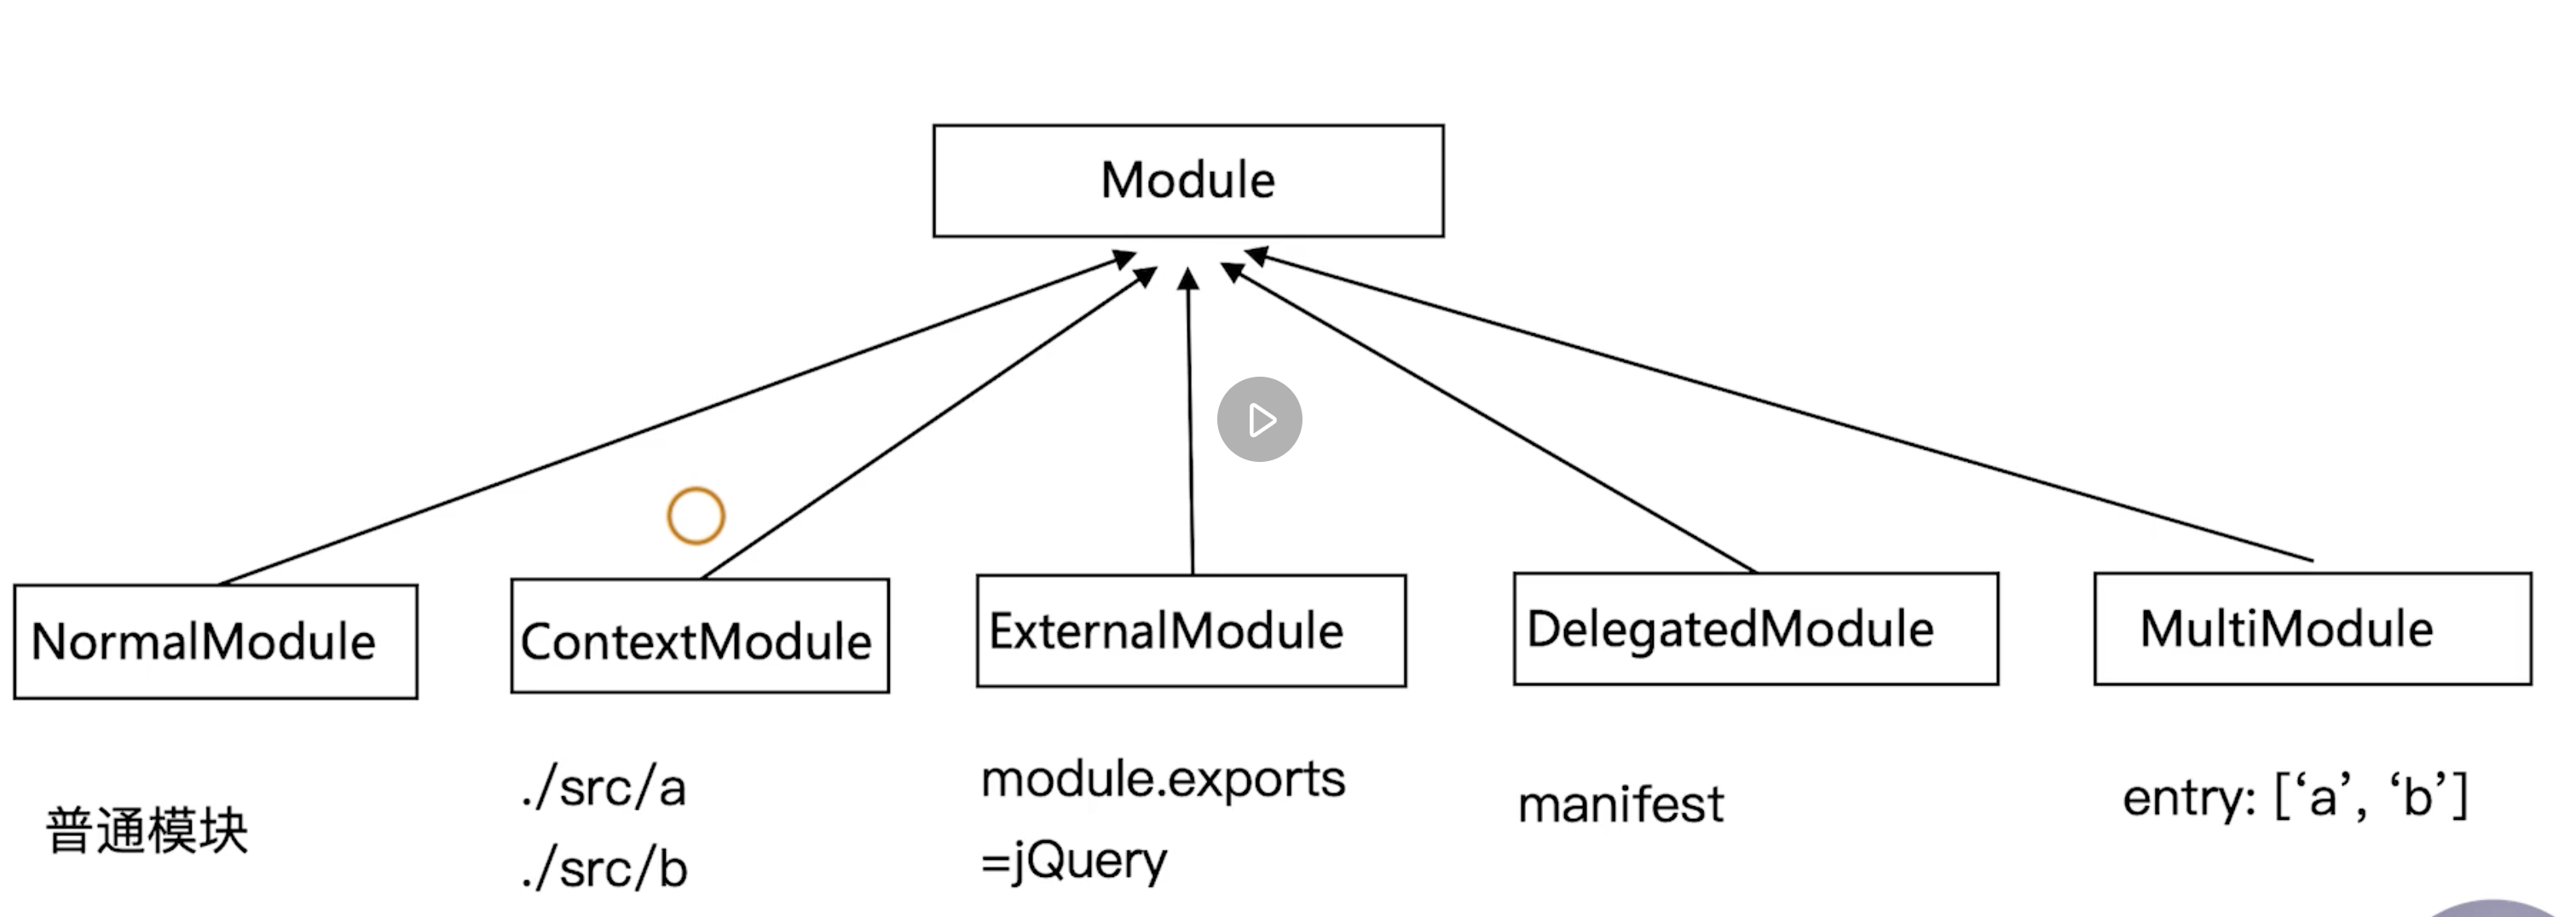 Module
NormalModule
ContextModule
ExternalModule
DelegatedModule
MultiModule
普通模块
./src/a
./src/b
module.exports
=jQuery
manifest
entry: [‘a’, ‘b’]